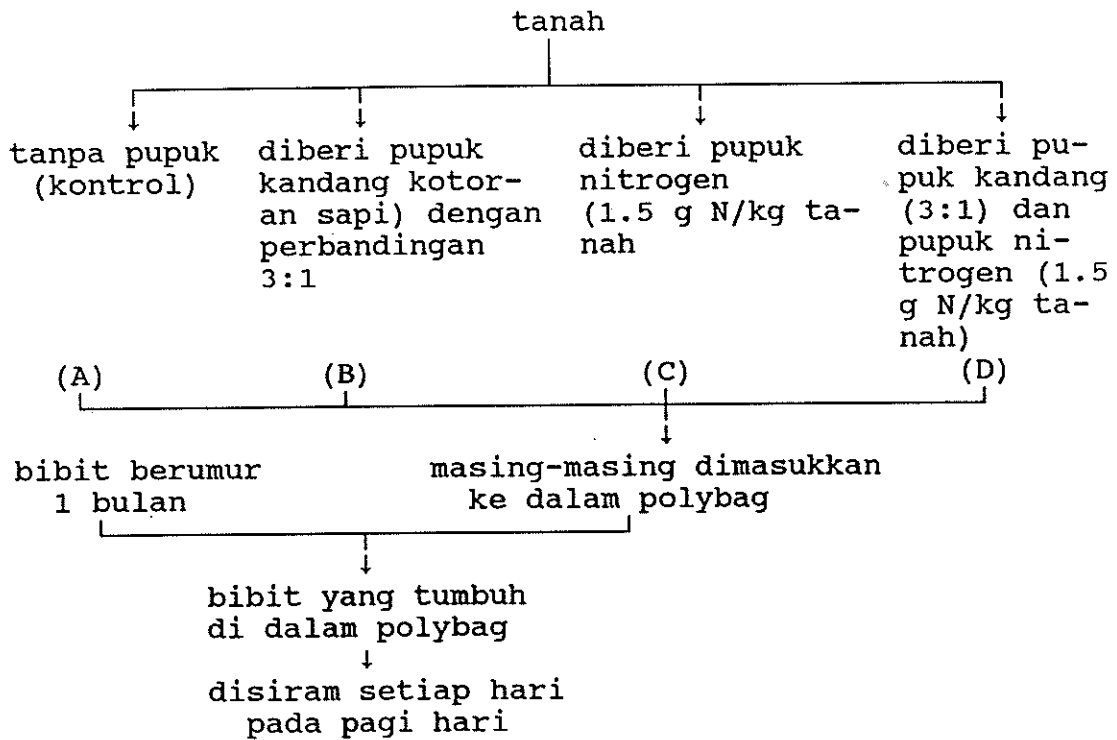 tanah
tanpa pupuk
(kontrol)
diberi pupuk
kandang kotor-
an sapi) dengan
perbandingan
3:1
diberi pupuk
nitrogen
(1.5 g N/kg ta-
nah
diberi pu-
puk kandang
(3:1) dan
pupuk ni-
trogen (1.5
g N/kg ta-
nah)
(A)
(B)
(C)
(D)
bibit berumur
1 bulan
masing-masing dimasukkan
ke dalam polybag
bibit yang tumbuh
di dalam polybag
disiram setiap hari
pada pagi hari